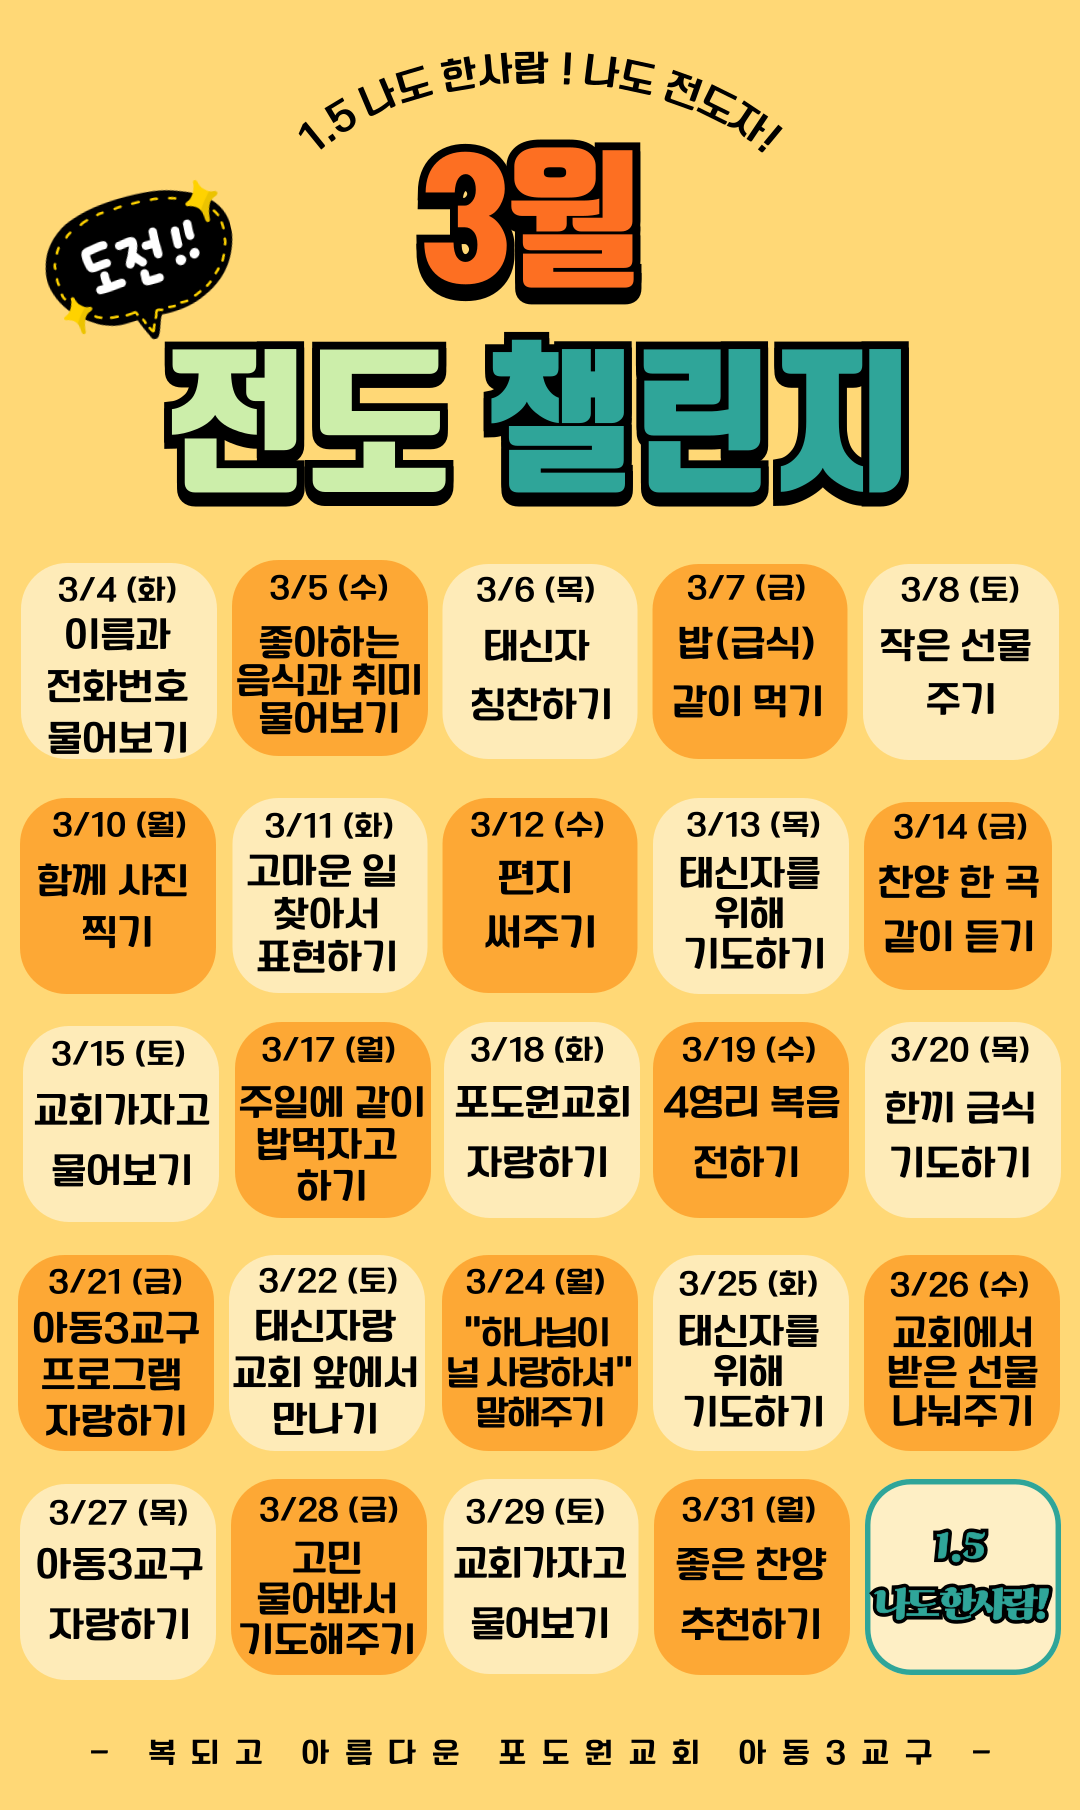 1.5 나도 한사람 ! 나도 전도자!
3월
도전!!
전도 챌린지
3/4 (화)
이름과
전화번호
물어보기
3/5 (수)
좋아하는
음식과 취미
물어보기
3/6 (목)
태신자
칭찬하기
3/7 (금)
밥(급식)
같이 먹기
3/8 (토)
작은 선물
주기
3/10 (월)
함께 사진
찍기
3/11 (화)
고마운 일
찾아서
표현하기
3/12 (수)
편지
써주기
3/13 (목)
태신자를
위해
기도하기
3/14 (금)
찬양 한 곡
같이 듣기
3/15 (토)
교회가자고
물어보기
3/17 (월)
주일에 같이
밥먹자고
하기
3/18 (화)
포도원교회
자랑하기
3/19 (수)
4영리 복음
전하기
3/20 (목)
한끼 금식
기도하기
3/21 (금)
아동3교구
프로그램
자랑하기
3/22 (토)
태신자랑
교회 앞에서
만나기
3/24 (월)
"하나님이
널 사랑하셔"
말해주기
3/25 (화)
태신자를
위해
기도하기
3/26 (수)
교회에서
받은 선물
나눠주기
3/27 (목)
아동3교구
자랑하기
3/28 (금)
고민
물어봐서
기도해주기
3/29 (토)
교회가자고
물어보기
3/31 (월)
좋은 찬양
추천하기
1.5
나도한사람!
- 복되고 아름다운 포도원교회 아동3교구 -